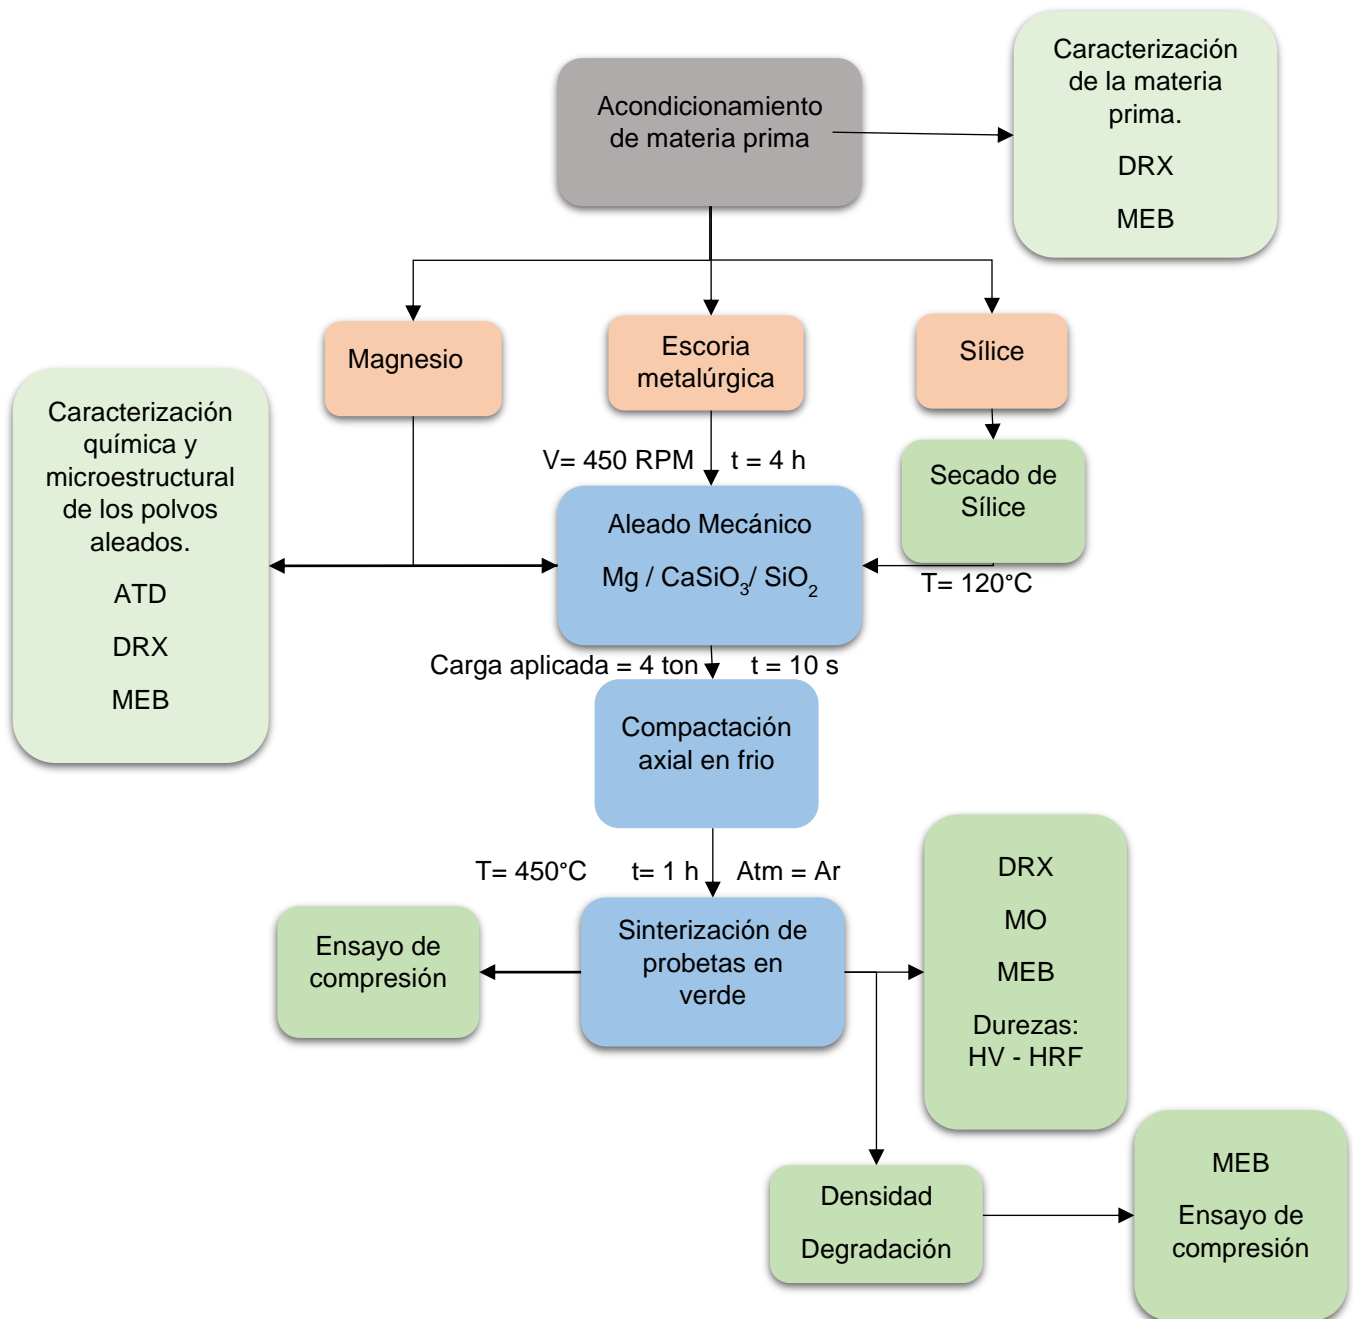 Acondicionamiento
de materia prima
Caracterización
de la materia
prima.
DRX
MEB
Magnesio
Escoria
metalúrgica
Sílice
Caracterización
química y
microestructural
de los polvos
aleados.
ATD
DRX
MEB
V= 450 RPM t = 4 h
Secado de
Sílice
Aleado Mecánico
Mg / CaSiO3/ SiO2
T= 120°C
Carga aplicada = 4 ton t = 10 s
Compactación
axial en frio
T= 450°C t= 1 h Atm = Ar
Ensayo de
compresión
Sinterización de
probetas en
verde
DRX
MO
MEB
Durezas:
HV - HRF
Densidad
Degradación
MEB
Ensayo de
compresión